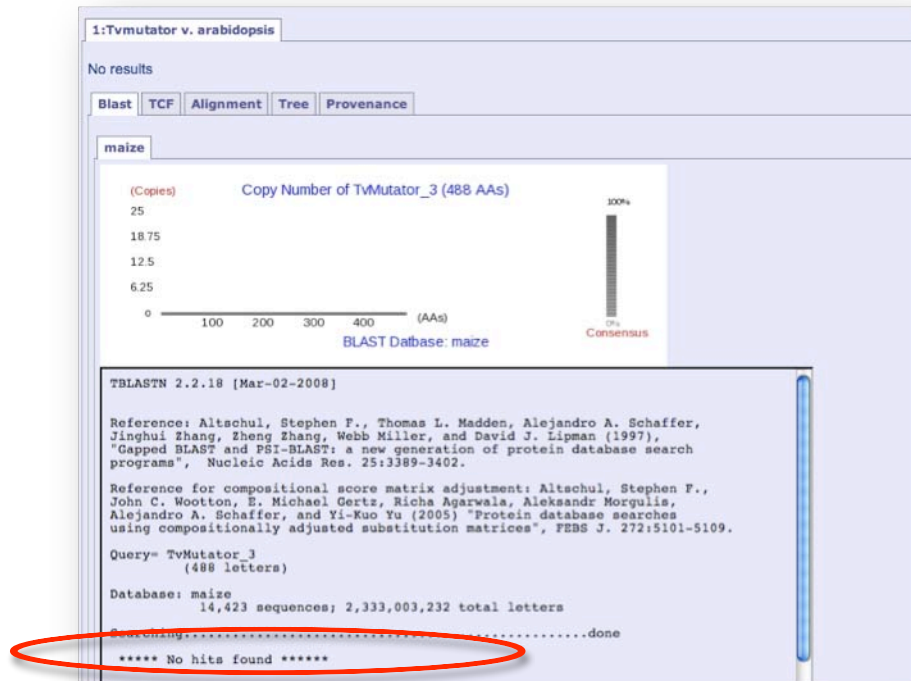 1:Tvmutator v. arabidopsis
No results
Blast TCF Alignment Tree Provenance
maize
(Copies) Copy Number of TvMutator_3 (488 AAs)
100%
25
18.75
12.5
6.25
0
100 200 300 400 (AAs)
0%
Consensus
BLAST Datbase: maize
TBLASTN 2.2.18 [Mar-02-2008]
Reference: Altschul, Stephen F., Thomas L. Madden, Alejandro A. Schaffer,
Jinghui Zhang, Zheng Zhang, Webb Miller, and David J. Lipman (1997),
"Gapped BLAST and PSI-BLAST: a new generation of protein database search
programs", Nucleic Acids Res. 25:3389-3402.
Reference for compositional score matrix adjustment: Altschul, Stephen F.,
John C. Wootton, E. Michael Gertz, Richa Agarwala, Aleksandr Morgulis,
Alejandro A. Schaffer, and Yi-Kuo Yu (2005) "Protein database searches
using compositionally adjusted substitution matrices", FEBS J. 272:5101-5109.
Query= TvMutator_3
(488 letters)
Database: maize
14,423 sequences; 2,333,003,232 total letters
Searching..................................................done
***** No hits found ******